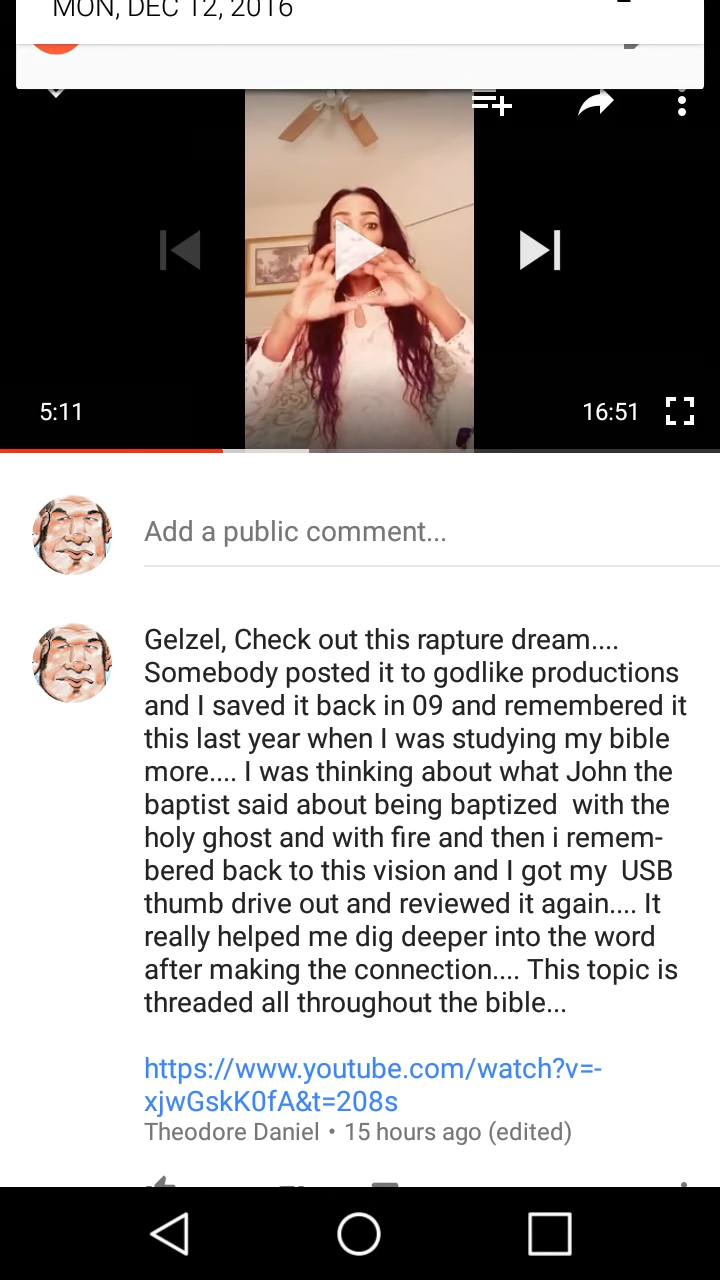 MON, DEC 12, 2016
5:11
16:51
Add a public comment...
Gelzel, Check out this rapture dream....
Somebody posted it to godlike productions
and I saved it back in 09 and remembered it
this last year when I was studying my bible
more.... I was thinking about what John the
baptist said about being baptized  with the
holy ghost and with fire and then i remem-
bered back to this vision and I got my  USB
thumb drive out and reviewed it again.... It
really helped me dig deeper into the word
after making the connection.... This topic is
threaded all throughout the bible...
https://www.youtube.com/watch?v=-
xjwGskK0fA&t=208s
Theodore Daniel • 15 hours ago (edited)